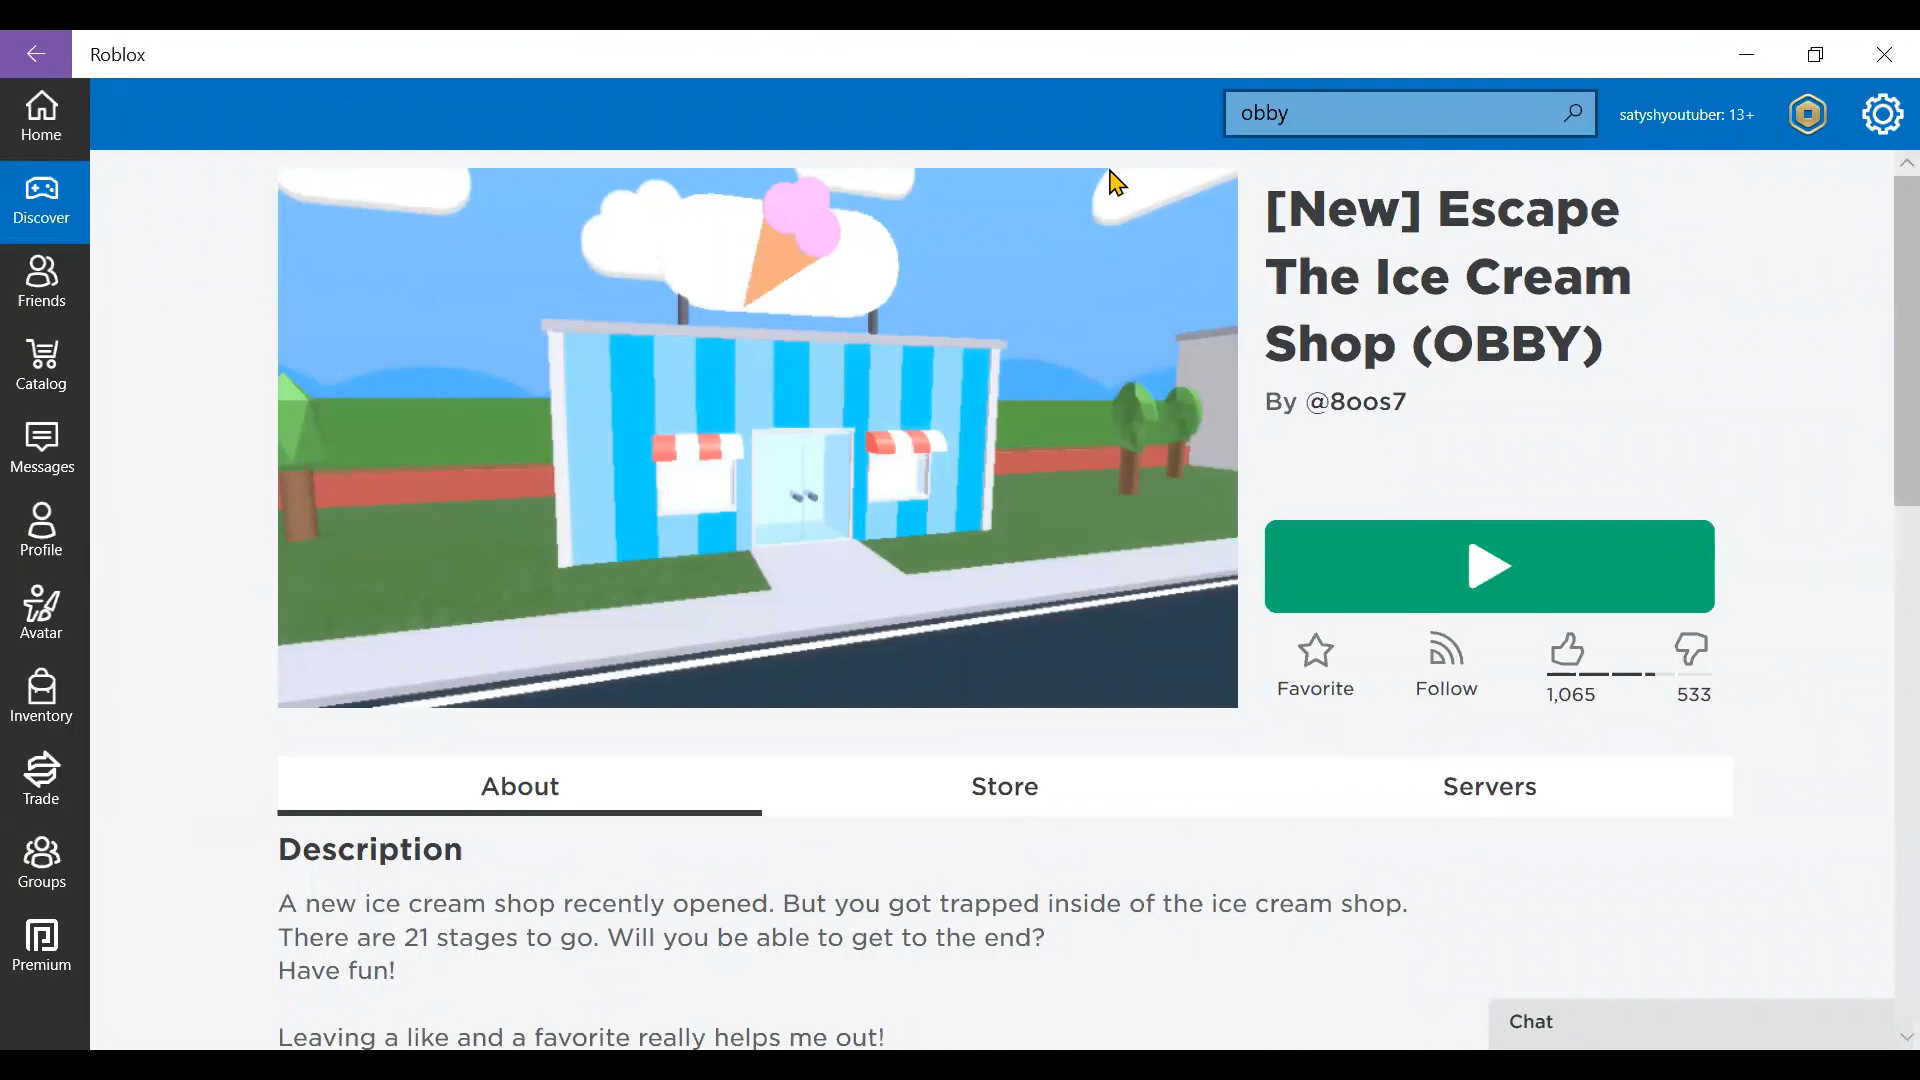 Roblox
obby
satyshyoutuber: 13+
Home
Discover
Friends
Catalog
Messages
Profile
Avatar
Inventory
Trade
Groups
Premium
[New] Escape
The Ice Cream
Shop (OBBY)
By @8oos7
Favorite
Follow
1,065
533
About
Store
Servers
Description
A new ice cream shop recently opened. But you got trapped inside of the ice cream shop.
There are 21 stages to go. Will you be able to get to the end?
Have fun!
Leaving a like and a favorite really helps me out!
Chat